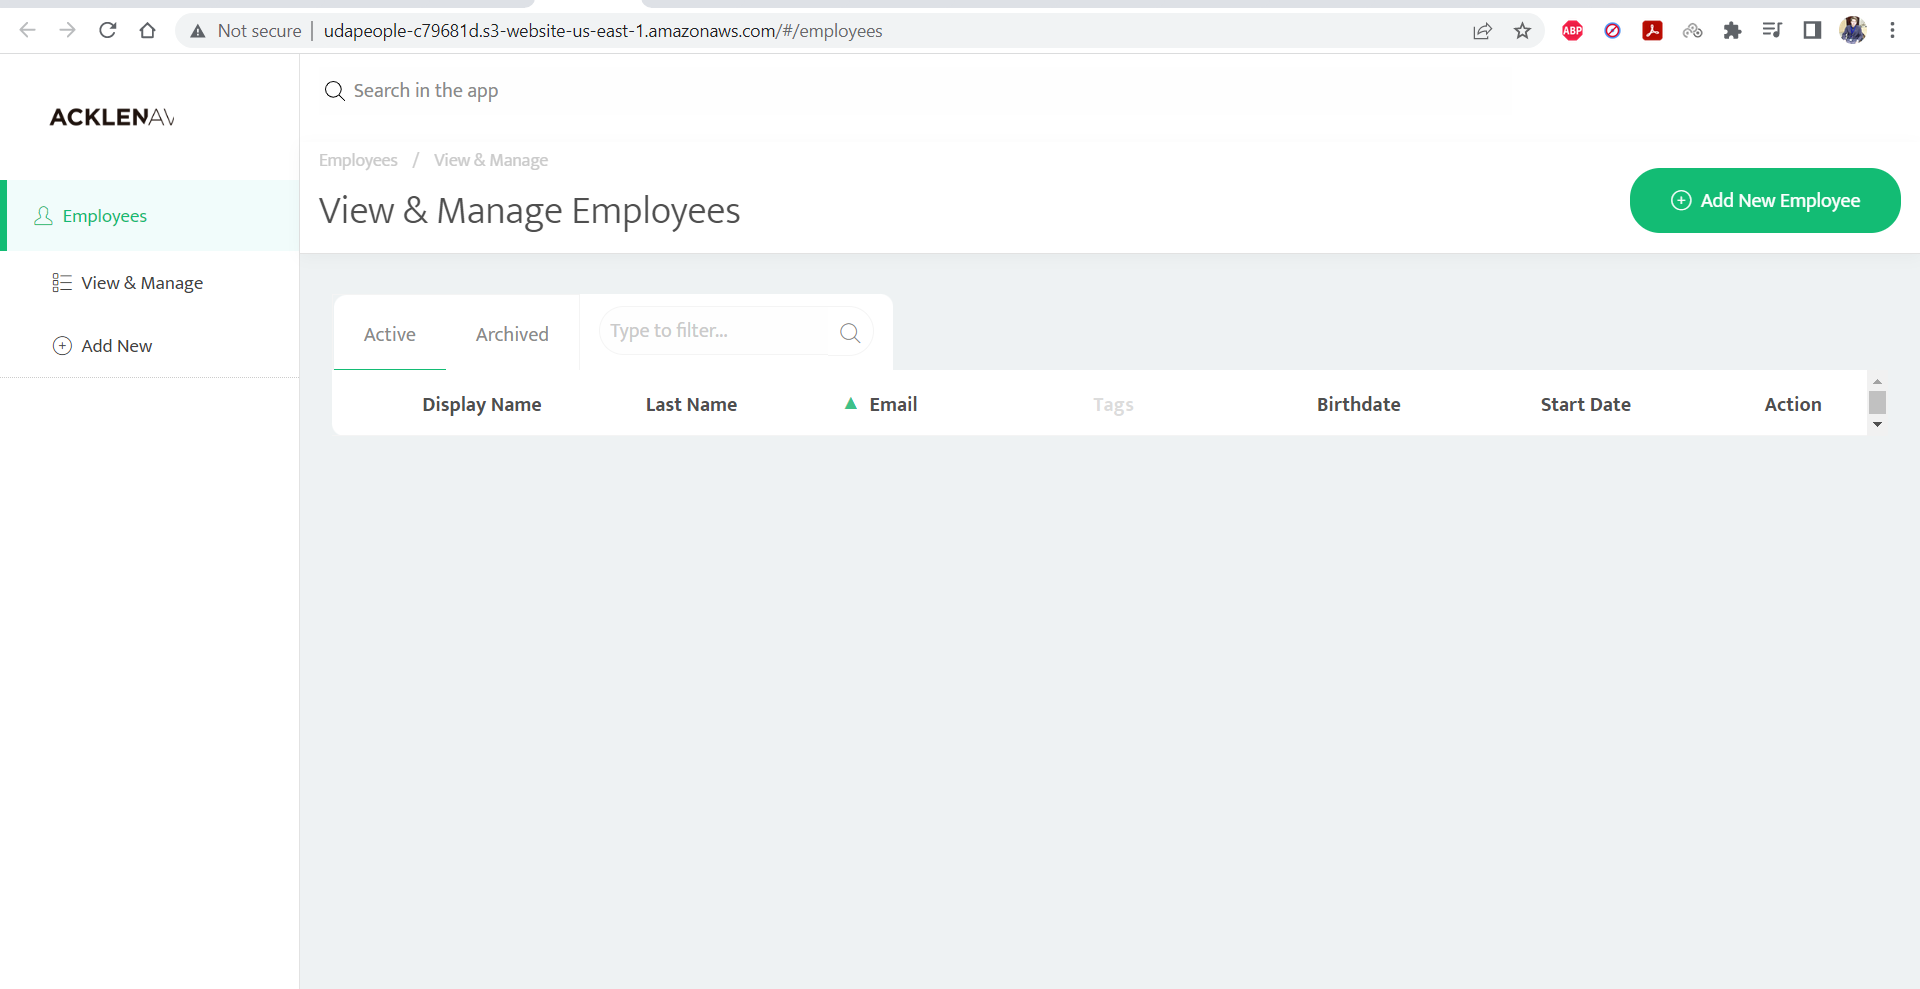 Not secure | udapeople-c79681d.s3-website-us-east-1.amazonaws.com/#/employees
ABP
ACKLENAV
Search in the app
Employees / View & Manage
View & Manage Employees
Add New Employee
Employees
View & Manage
Add New
Active Archived Type to filter...
Display Name Last Name Email Tags Birthdate Start Date Action